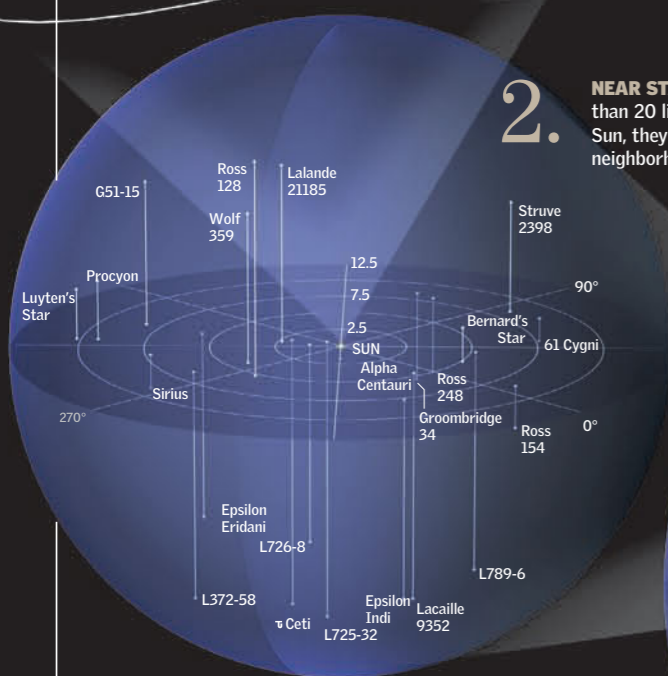 2.
NEAR ST
than 20 li
Sun, they
neighborh
Ross
128
Lalande
21185
G51-15
Wolf
359
Struve
2398
Procyon
Luyten's
Star
12.5
7.5
2.5
SUN
90°
Bernard's
Star
61 Cygni
Alpha
Centauri
Ross
248
Groombridge
34
Sirius
270°
0°
Ross
154
Epsilon
Eridani
L726-8
L789-6
L372-58
τ Ceti
L725-32
Epsilon
Indi
Lacaille
9352